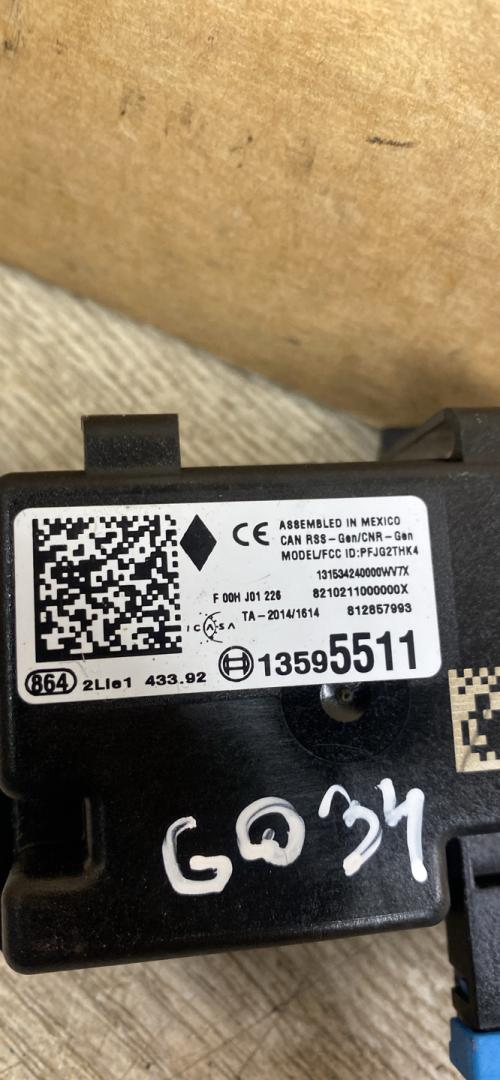 CE
ASSEMBLED IN MEXICO
CAN RSS-Gen/CNR-Gen
MODEL/FCC ID:PFJG2THK4
131534240000WV7X
F 00H J01 226 8210211000000X
ICASA TA-2014/1614 812857993
864 2LIe1 433.92 13595511
GQ34